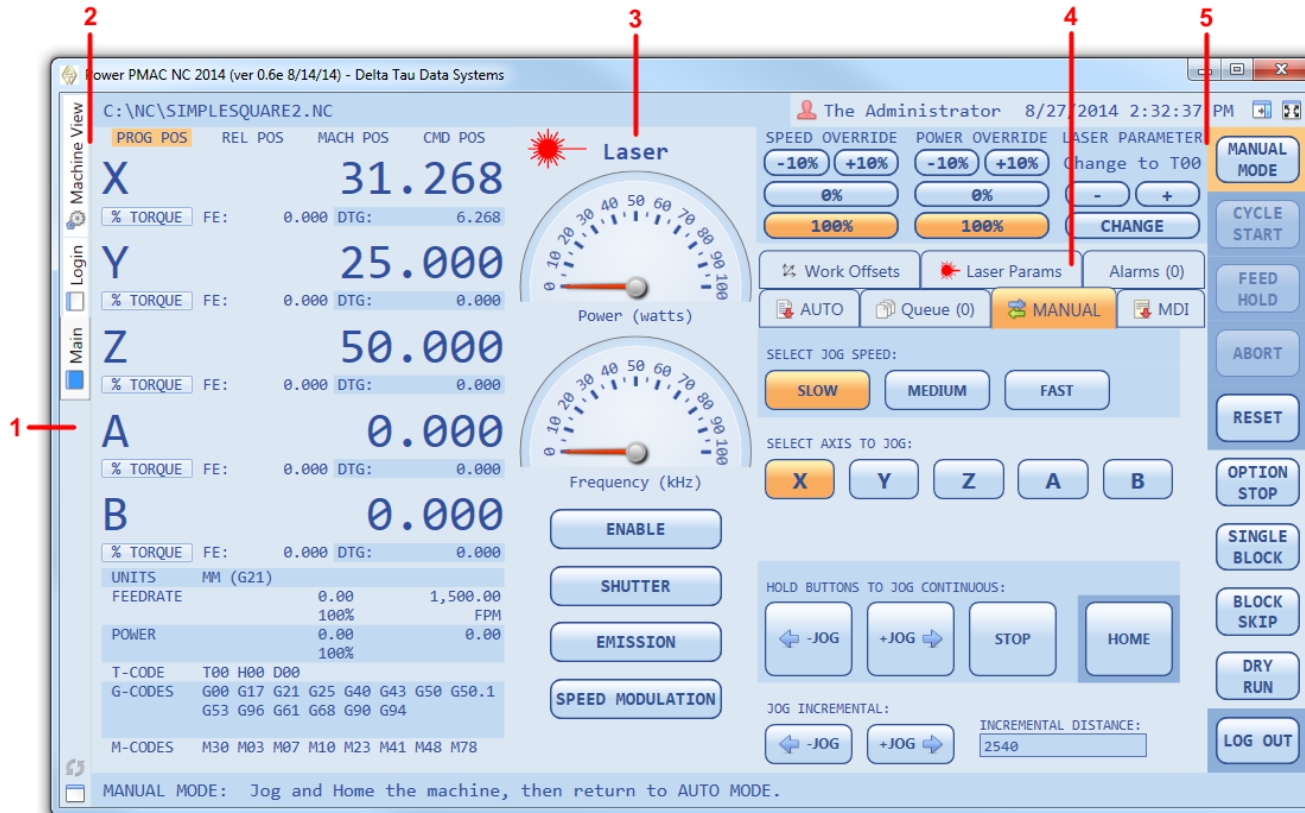 2 3 4 5
Power PMAC NC 2014 (ver 0.6e 8/14/14) - Delta Tau Data Systems
C:\NC\SIMPLESQUARE2.NC
The Administrator 8/27/2014 2:32:37 PM
Machine View
Login
Main
1
PROG POS REL POS MACH POS CMD POS
X 31.268
% TORQUE FE: 0.000 DTG: 6.268
Y 25.000
% TORQUE FE: 0.000 DTG: 0.000
Z 50.000
% TORQUE FE: 0.000 DTG: 0.000
A 0.000
% TORQUE FE: 0.000 DTG: 0.000
B 0.000
% TORQUE FE: 0.000 DTG: 0.000
UNITS MM (G21)
FEEDRATE 0.00 1,500.00
100% FPM
POWER 0.00 0.00
100%
T-CODE T00 H00 D00
G-CODES G00 G17 G21 G25 G40 G43 G50 G50.1
G53 G96 G61 G68 G90 G94
M-CODES M30 M03 M07 M10 M23 M41 M48 M78
Laser
0 10 20 30 40 50 60 70 80 90 100
Power (watts)
0 10 20 30 40 50 60 70 80 90 100
Frequency (kHz)
ENABLE
SHUTTER
EMISSION
SPEED MODULATION
SPEED OVERRIDE POWER OVERRIDE LASER PARAMETER
-10% +10% -10% +10% Change to T00
0% 0% - +
100% 100% CHANGE
Work Offsets Laser Params Alarms (0)
AUTO Queue (0) MANUAL MDI
SELECT JOG SPEED:
SLOW MEDIUM FAST
SELECT AXIS TO JOG:
X Y Z A B
HOLD BUTTONS TO JOG CONTINUOUS:
-JOG +JOG STOP HOME
JOG INCREMENTAL:
INCREMENTAL DISTANCE:
-JOG +JOG 2540
MANUAL
MODE
CYCLE
START
FEED
HOLD
ABORT
RESET
OPTION
STOP
SINGLE
BLOCK
BLOCK
SKIP
DRY
RUN
LOG OUT
MANUAL MODE: Jog and Home the machine, then return to AUTO MODE.